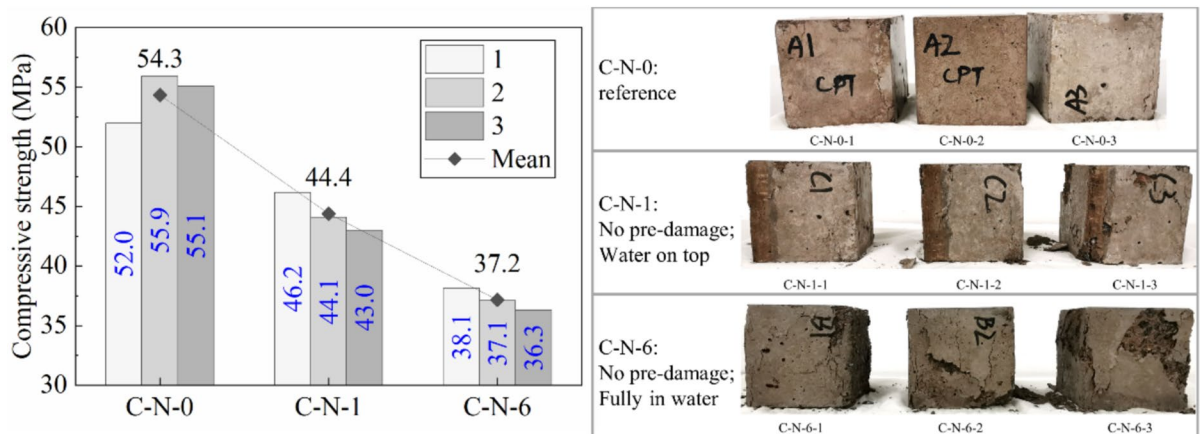 Compressive strength (MPa)
60
55
50
45
40
35
30
54.3
44.4
37.2
52.0
55.9
55.1
46.2
44.1
43.0
38.1
37.1
36.3
C-N-0
C-N-1
C-N-6
1
2
3
Mean
C-N-0:
reference
A1
CPT
A2
CPT
A3
C-N-0-1
C-N-0-2
C-N-0-3
C-N-1:
No pre-damage;
Water on top
C2
C3
C-N-1-1
C-N-1-2
C-N-1-3
C-N-6:
No pre-damage;
Fully in water
B1
B2
C-N-6-1
C-N-6-2
C-N-6-3